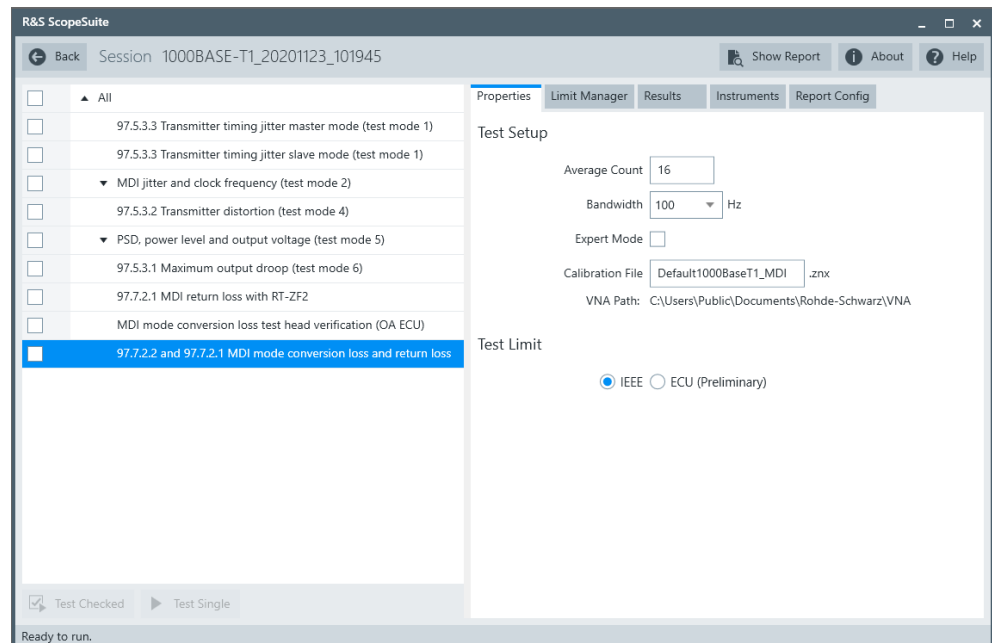 R&S ScopeSuite
Back Session 1000BASE-T1_20201123_101945 Show Report About Help
All
97.5.3.3 Transmitter timing jitter master mode (test mode 1)
97.5.3.3 Transmitter timing jitter slave mode (test mode 1)
MDI jitter and clock frequency (test mode 2)
97.5.3.2 Transmitter distortion (test mode 4)
PSD, power level and output voltage (test mode 5)
97.5.3.1 Maximum output droop (test mode 6)
97.7.2.1 MDI return loss with RT-ZF2
MDI mode conversion loss test head verification (OA ECU)
97.7.2.2 and 97.7.2.1 MDI mode conversion loss and return loss
Test Checked Test Single
Properties Limit Manager Results Instruments Report Config
Test Setup
Average Count 16
Bandwidth 100 Hz
Expert Mode
Calibration File Default1000BaseT1_MDI .znx
VNA Path: C:\Users\Public\Documents\Rohde-Schwarz\VNA
Test Limit
IEEE ECU (Preliminary)
Ready to run.